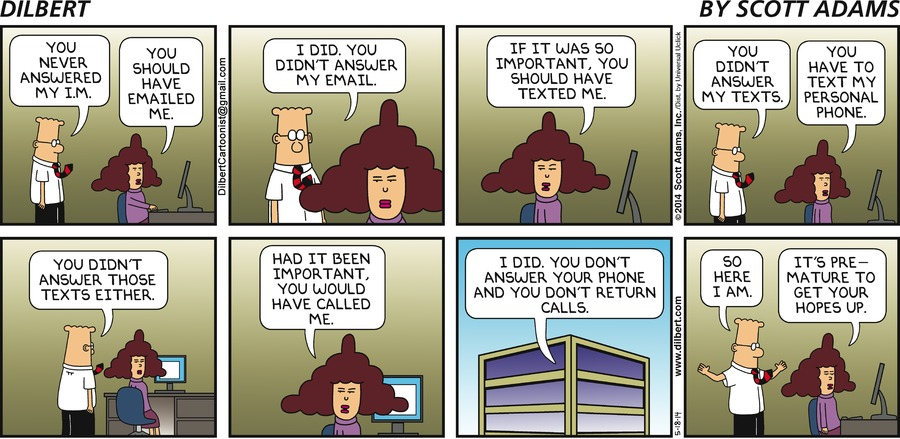 DILBERT
BY SCOTT ADAMS
YOU
NEVER
ANSWERED
MY I.M.
YOU
SHOULD
HAVE
EMAILED
ME.
DilbertCartoonist@gmail.com
I DID. YOU
DIDN'T ANSWER
MY EMAIL.
IF IT WAS SO
IMPORTANT, YOU
SHOULD HAVE
TEXTED ME.
©2014 Scott Adams, Inc. /Dist. by Universal Uclick
YOU
DIDN'T
ANSWER
MY TEXTS.
YOU
HAVE TO
TEXT MY
PERSONAL
PHONE.
YOU DIDN'T
ANSWER THOSE
TEXTS EITHER.
HAD IT BEEN
IMPORTANT,
YOU WOULD
HAVE CALLED
ME.
I DID. YOU DON'T
ANSWER YOUR PHONE
AND YOU DON'T RETURN
CALLS.
5-18-14 www.dilbert.com
SO
HERE
I AM.
IT'S PRE-
MATURE TO
GET YOUR
HOPES UP.